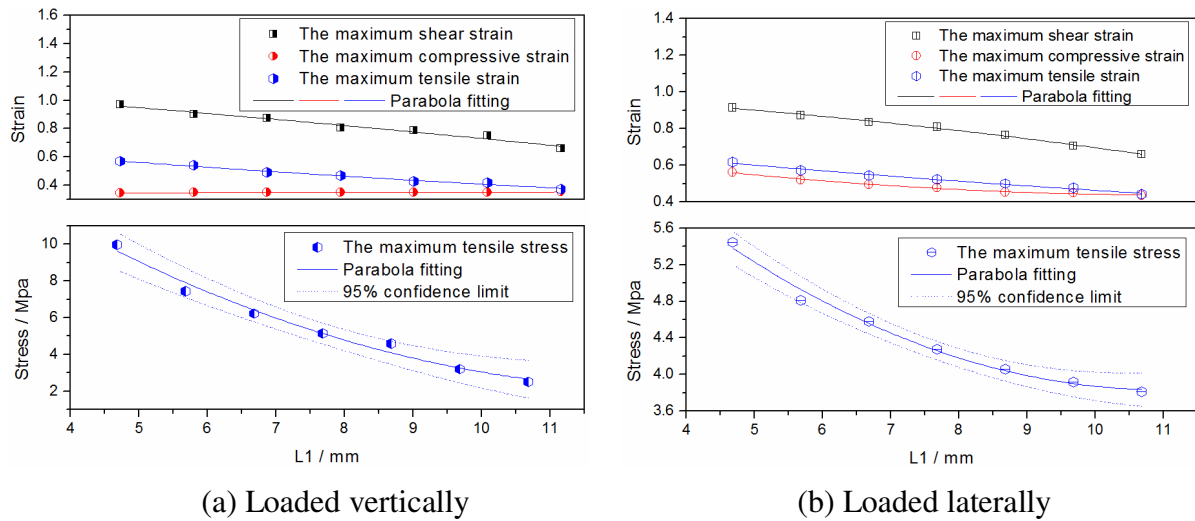 1.6
1.4
1.2
1.0
0.8
0.6
0.4
Strain
The maximum shear strain
The maximum compressive strain
The maximum tensile strain
Parabola fitting
10
8
6
4
2
Stress / Mpa
The maximum tensile stress
Parabola fitting
95% confidence limit
4 5 6 7 8 9 10 11
L1 / mm
(a) Loaded vertically
1.4
1.2
1.0
0.8
0.6
0.4
Strain
The maximum shear strain
The maximum compressive strain
The maximum tensile strain
Parabola fitting
5.6
5.2
4.8
4.4
4.0
3.6
Stress / Mpa
The maximum tensile stress
Parabola fitting
95% confidence limit
4 5 6 7 8 9 10 11
L1 / mm
(b) Loaded laterally